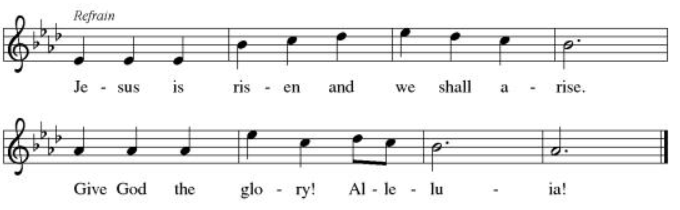 Refrain
Je - sus is ris - en and we shall a - rise.
Give God the glo - ry! Al - le - lu - ia!